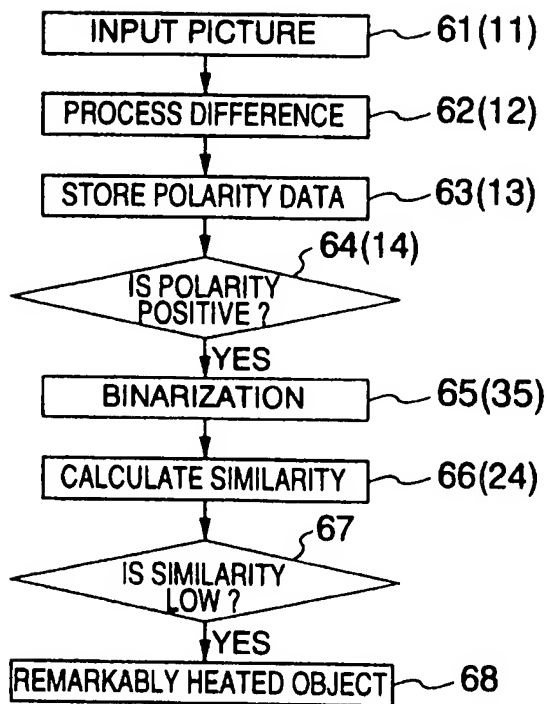 INPUT PICTURE
61(11)
PROCESS DIFFERENCE
62(12)
STORE POLARITY DATA
63(13)
64(14)
IS POLARITY
POSITIVE ?
YES
BINARIZATION
65(35)
CALCULATE SIMILARITY
66(24)
67
IS SIMILARITY
LOW ?
YES
REMARKABLY HEATED OBJECT
68